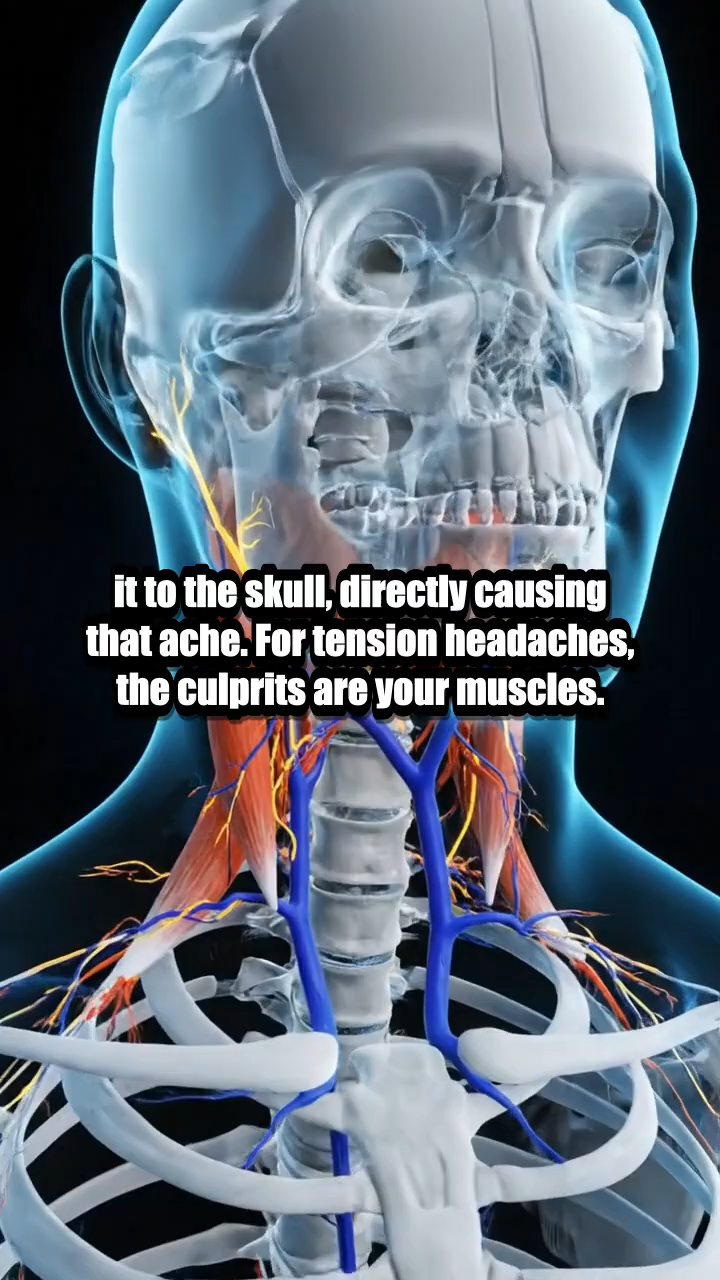 it to the skull, directly causing
that ache. For tension headaches,
the culprits are your muscles.